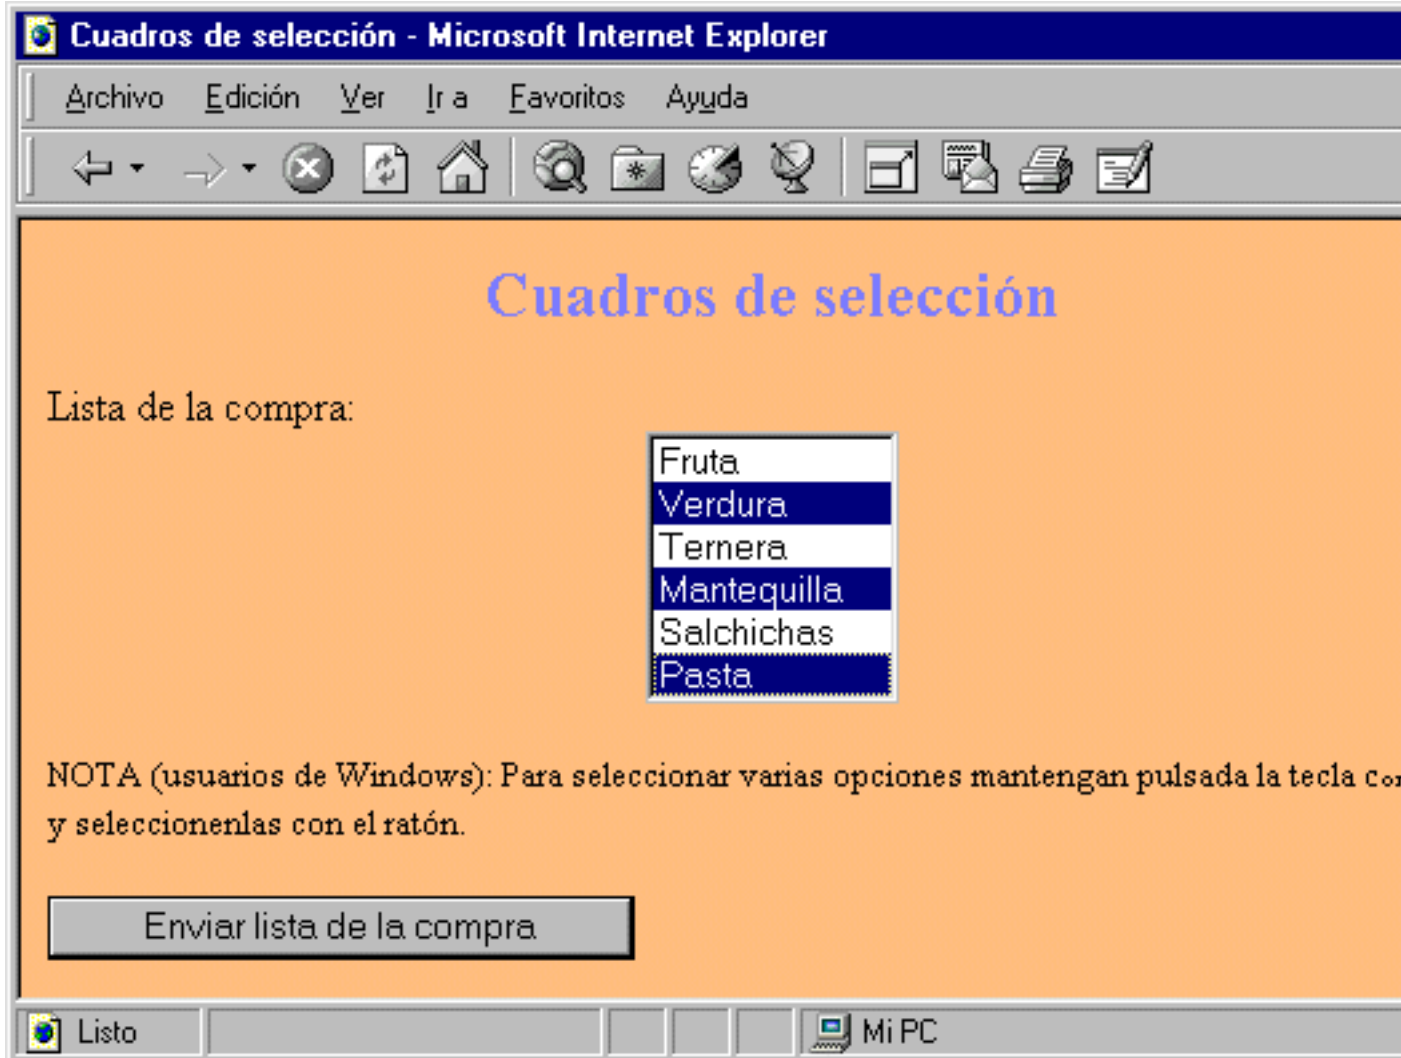 Cuadros de selección - Microsoft Internet Explorer
Archivo Edición Ver Ir a Favoritos Ayuda
Cuadros de selección
Lista de la compra:
Fruta
Verdura
Ternera
Mantequilla
Salchichas
Pasta
NOTA (usuarios de Windows): Para seleccionar varias opciones mantengan pulsada la tecla
y seleccionenlas con el ratón.
Enviar lista de la compra
Listo Mi PC